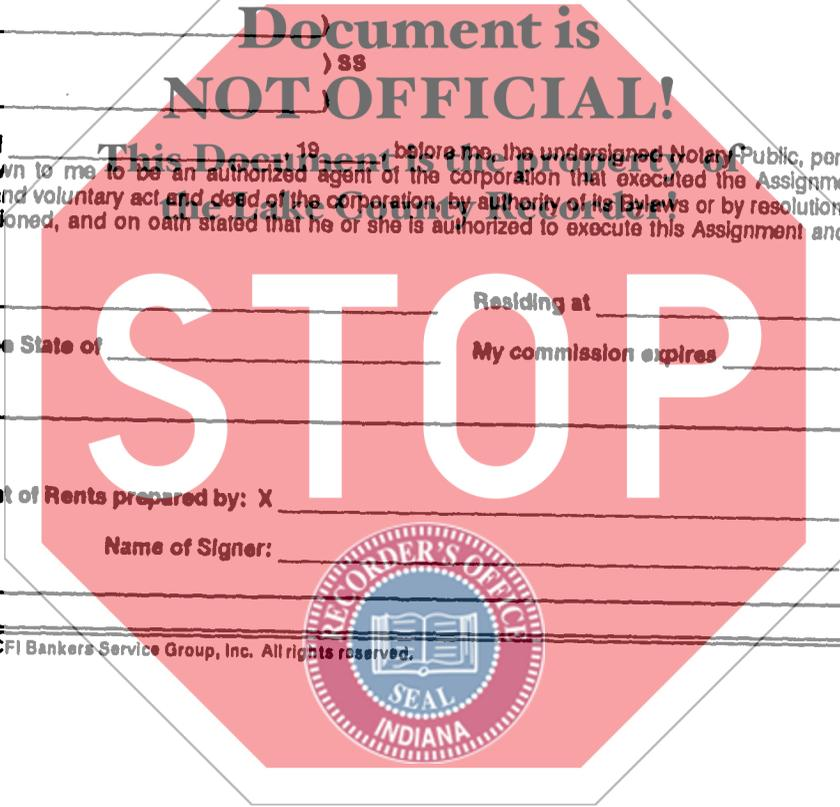 Document is
)
) SS
NOT OFFICIAL!
)
19 before me, the undersigned Notary Public, per
This Document is the property of
wn to me to be an authorized agent of the corporation that executed the Assignme
nd voluntary act and deed of the corporation, by authority of its Bylaws or by resolution
the Lake County Recorder!
ioned, and on oath stated that he or she is authorized to execute this Assignment and
STOP
Residing at
e State of
My commission expires
t of Rents prepared by: X
Name of Signer:
RECORDER'S OFFICE
FI Bankers Service Group, Inc. All rights reserved.
SEAL
INDIANA